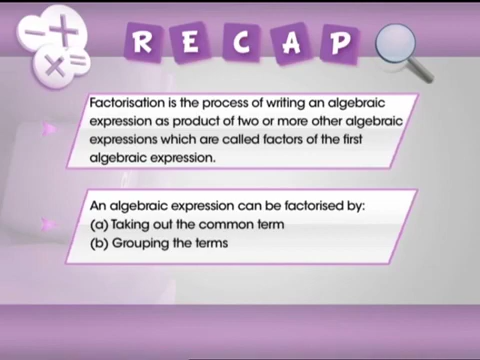 RECAP
Factorisation is the process of writing an algebraic
expression as product of two or more other algebraic
expressions which are called factors of the first
algebraic expression.
An algebraic expression can be factorised by:
(a) Taking out the common term
(b) Grouping the terms